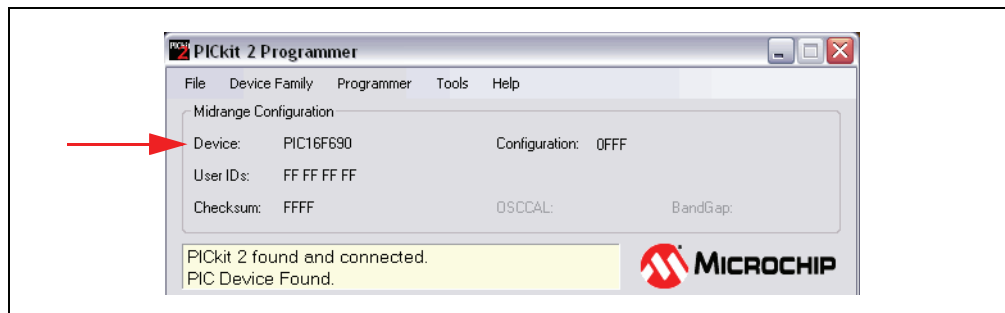 PICkit 2 Programmer
File Device Family Programmer Tools Help
Midrange Configuration
Device: PIC16F690 Configuration: 0FFF
User IDs: FF FF FF FF
Checksum: FFFF OSCCAL: BandGap:
PICkit 2 found and connected.
PIC Device Found.
MICROCHIP